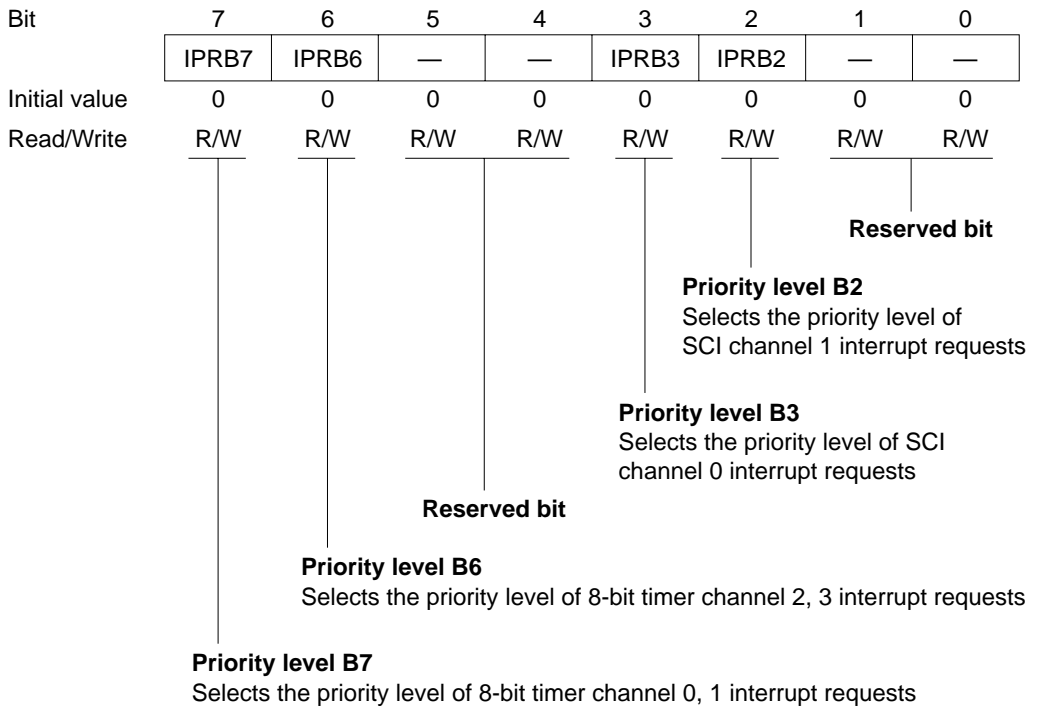 Bit 7 6 5 4 3 2 1 0
IPRB7 IPRB6 — — IPRB3 IPRB2 — —
Initial value 0 0 0 0 0 0 0 0
Read/Write R/W R/W R/W R/W R/W R/W R/W R/W
Reserved bit
Priority level B2
Selects the priority level of
SCI channel 1 interrupt requests
Priority level B3
Selects the priority level of SCI
channel 0 interrupt requests
Reserved bit
Priority level B6
Selects the priority level of 8-bit timer channel 2, 3 interrupt requests
Priority level B7
Selects the priority level of 8-bit timer channel 0, 1 interrupt requests